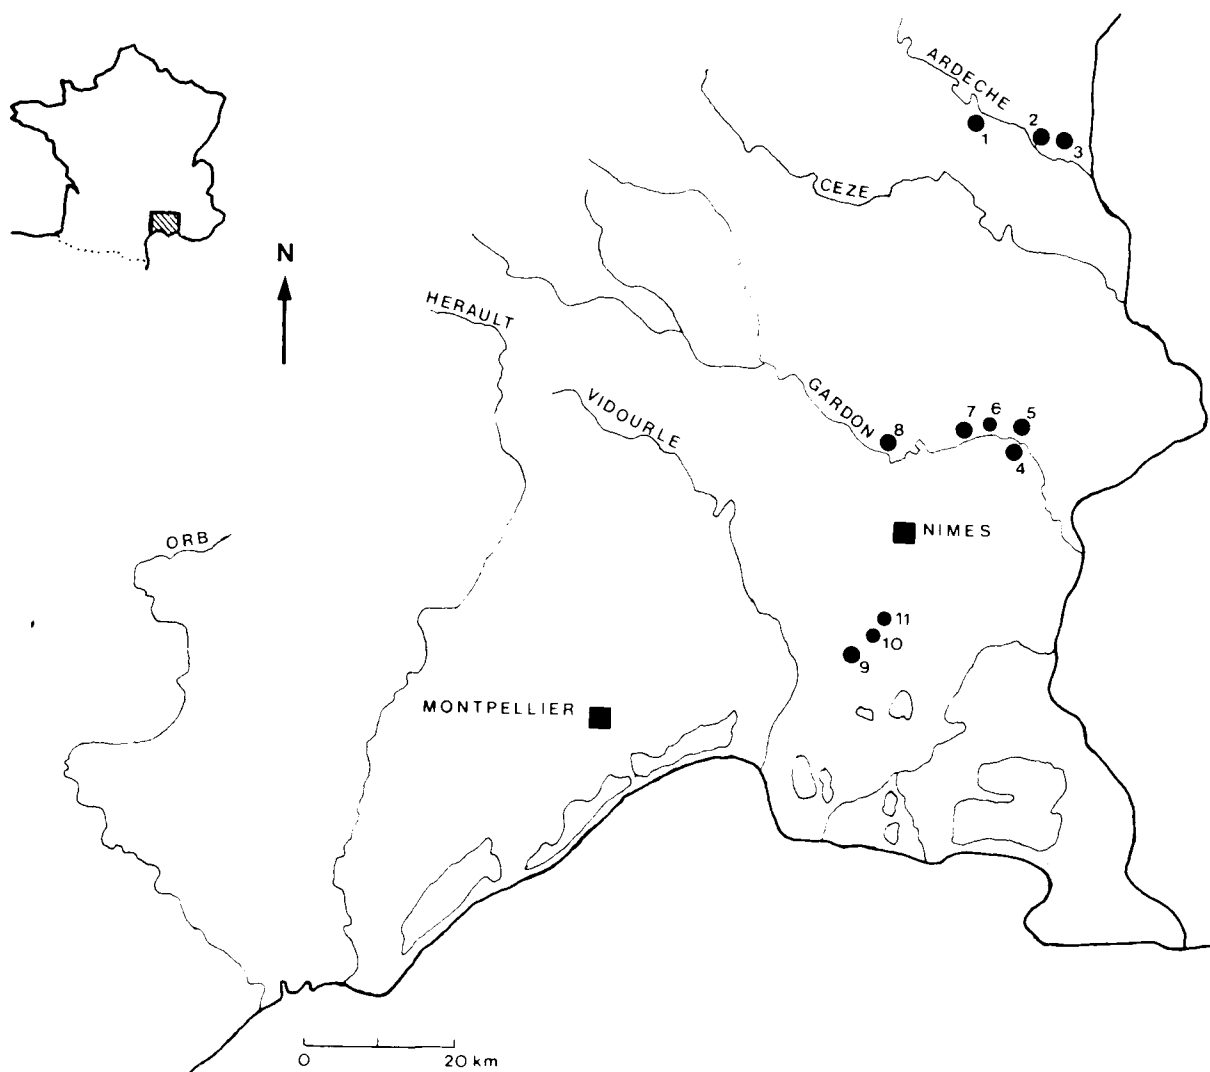 ARDECHE
2
1
3
CEZE
N
HERAULT
VIDOURLE
GARDON
8
7
6
5
4
NIMES
ORB
11
10
9
MONTPELLIER
0
20 km